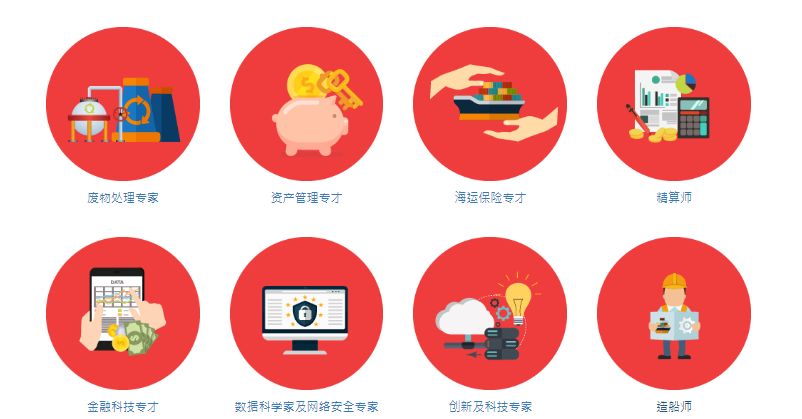 废物处理专家
资产管理专才
海运保险专才
精算师
DATA
金融科技专才
数据科学家及网络安全专家
创新及科技专家
造船师